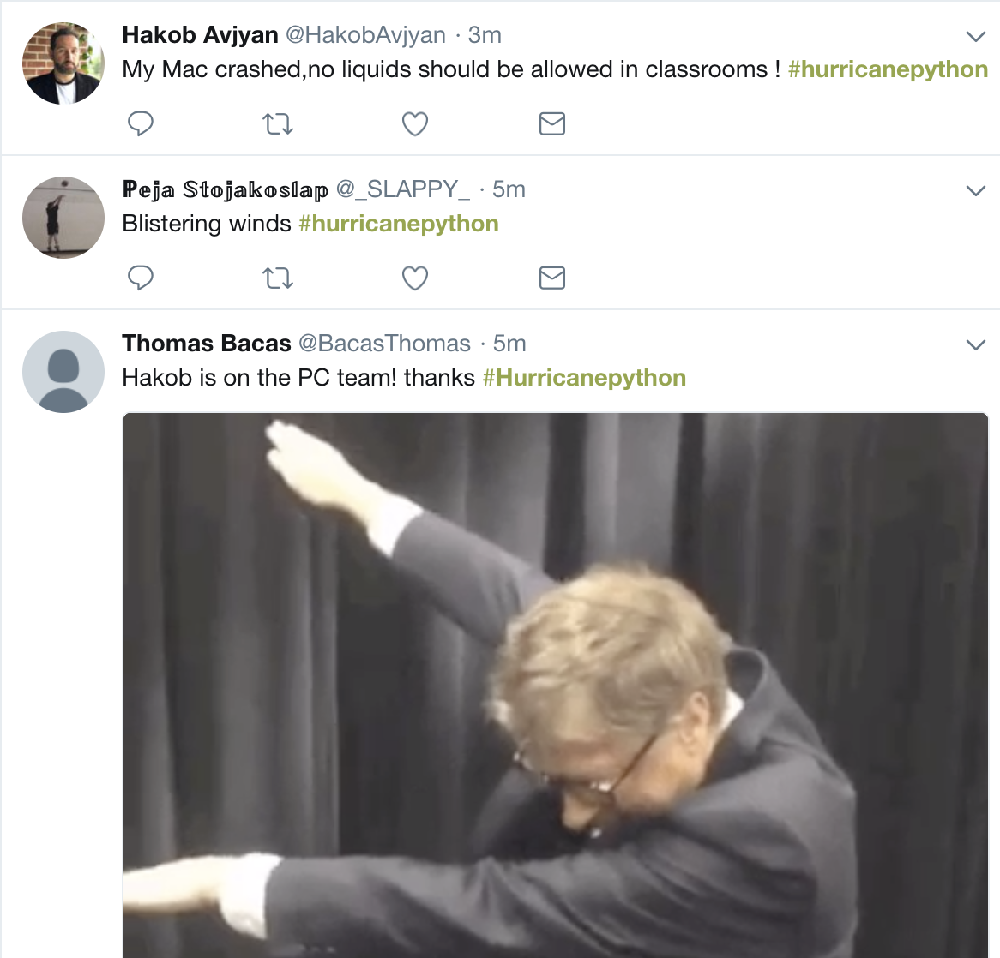 Hakob Avjyan @HakobAvjyan · 3m
My Mac crashed,no liquids should be allowed in classrooms ! #hurricanepython
ℙeja Stojakoslap @_SLAPPY_ · 5m
Blistering winds #hurricanepython
Thomas Bacas @BacasThomas · 5m
Hakob is on the PC team! thanks #Hurricanepython